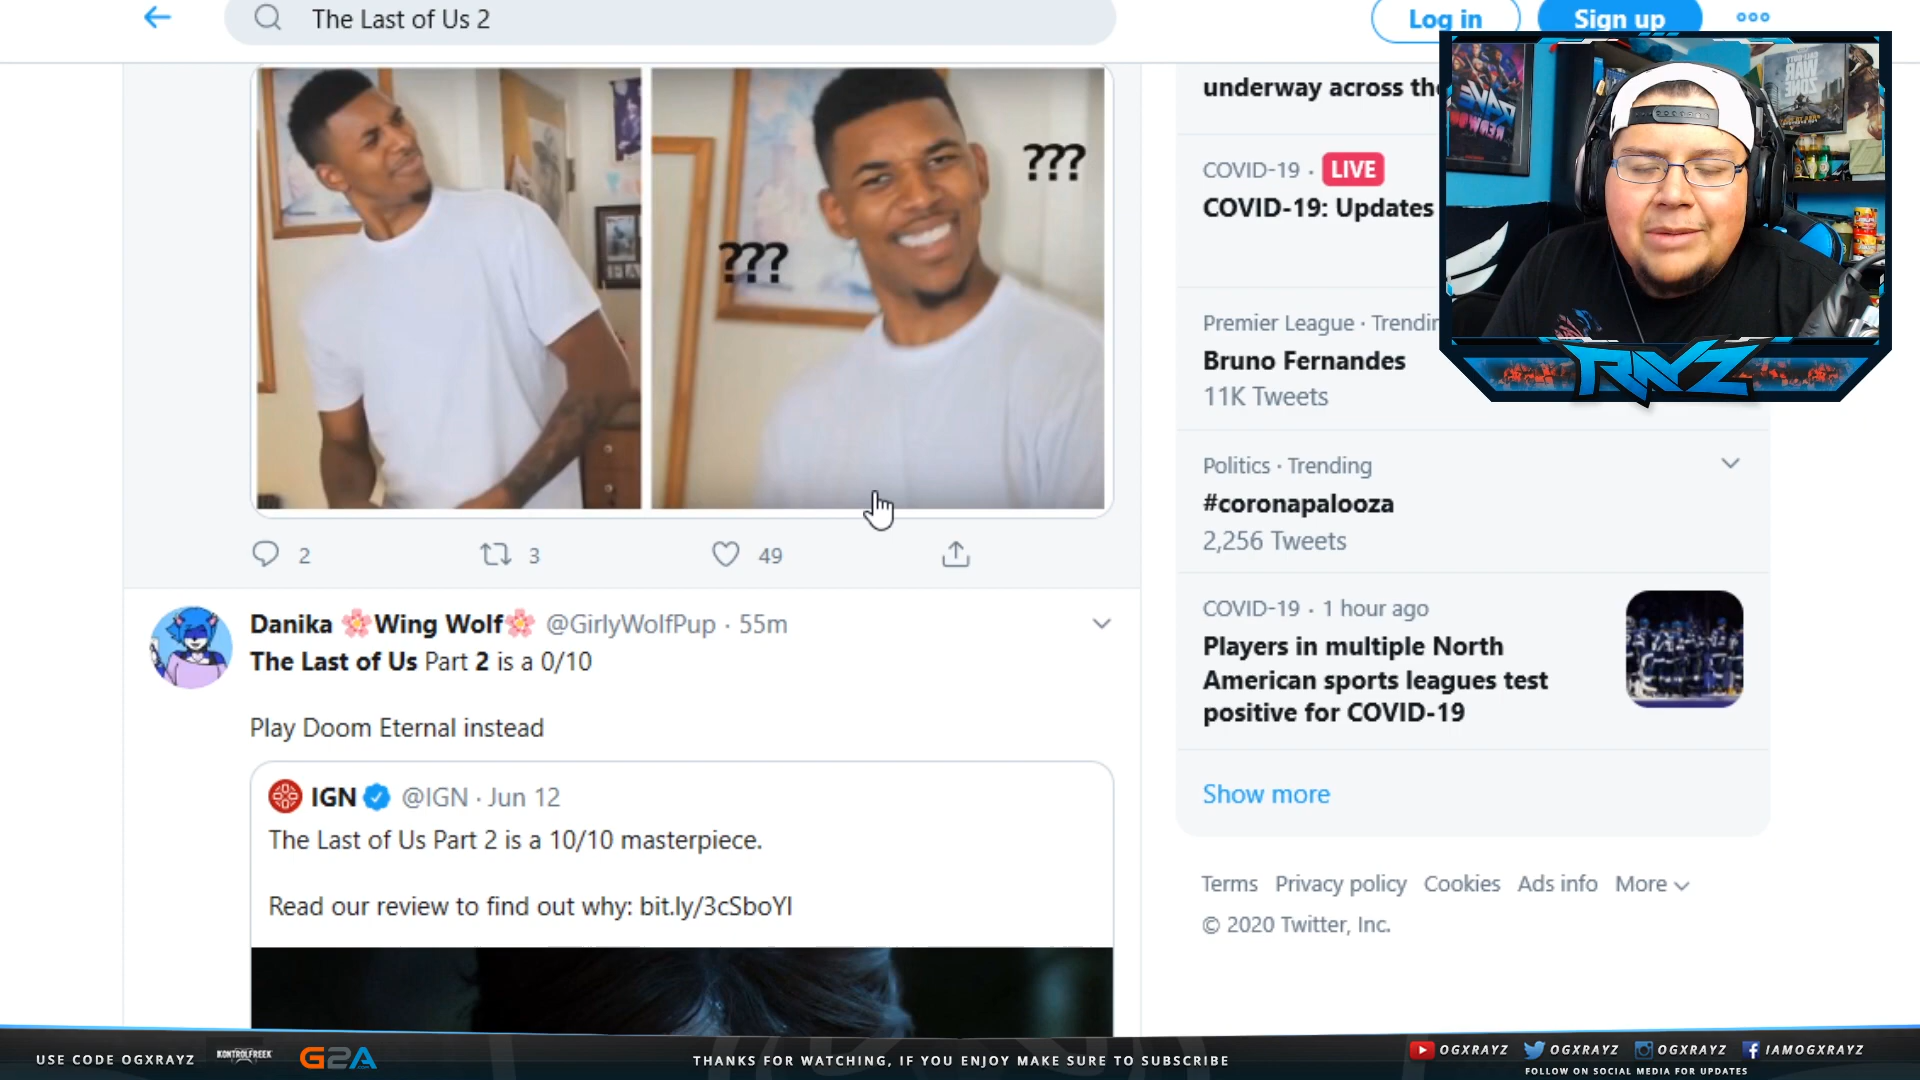 The Last of Us 2
Log in
Sign up
underway across the
COVID-19 · LIVE
COVID-19: Updates
Premier League · Trendin
Bruno Fernandes
11K Tweets
Politics · Trending
#coronapalooza
2,256 Tweets
COVID-19 · 1 hour ago
Players in multiple North
American sports leagues test
positive for COVID-19
Show more
Terms Privacy policy Cookies Ads info More
© 2020 Twitter, Inc.
???
???
2 3 49
Danika 🌸Wing Wolf🌸 @GirlyWolfPup · 55m
The Last of Us Part 2 is a 0/10
Play Doom Eternal instead
IGN @IGN · Jun 12
The Last of Us Part 2 is a 10/10 masterpiece.
Read our review to find out why: bit.ly/3cSboYl
RAYZ
USE CODE OGXRAYZ
KONTROLFREEK
G2A
THANKS FOR WATCHING, IF YOU ENJOY MAKE SURE TO SUBSCRIBE
OGXRAYZ OGXRAYZ OGXRAYZ IAMOGXRAYZ
FOLLOW ON SOCIAL MEDIA FOR UPDATES